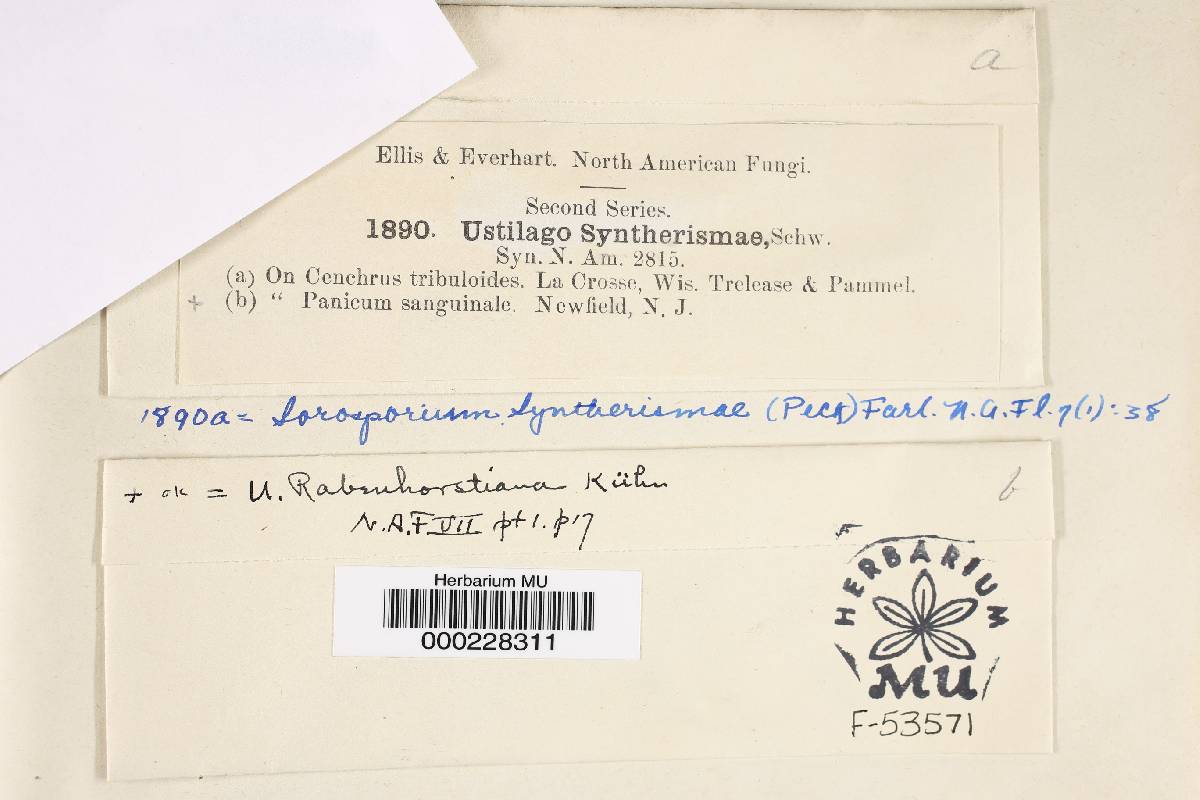 a
Ellis & Everhart. North American Fungi.
Second Series.
1890. Ustilago Syntherismae, Schw.
Syn. N. Am. 2815.
(a) On Cenchrus tribuloides. La Crosse, Wis. Trelease & Pammel.
+ (b) “ Panicum sanguinale. Newfield, N. J.
1890a = Sorosporium Syntherismae (Peck) Farl. N.A.Fl. 7(1):38
+ ok = U. Rabenhorstiana Kühn
b
N.A.F VII pt 1. p 17
Herbarium MU
000228311
HERBARIUM
MU
F-53571